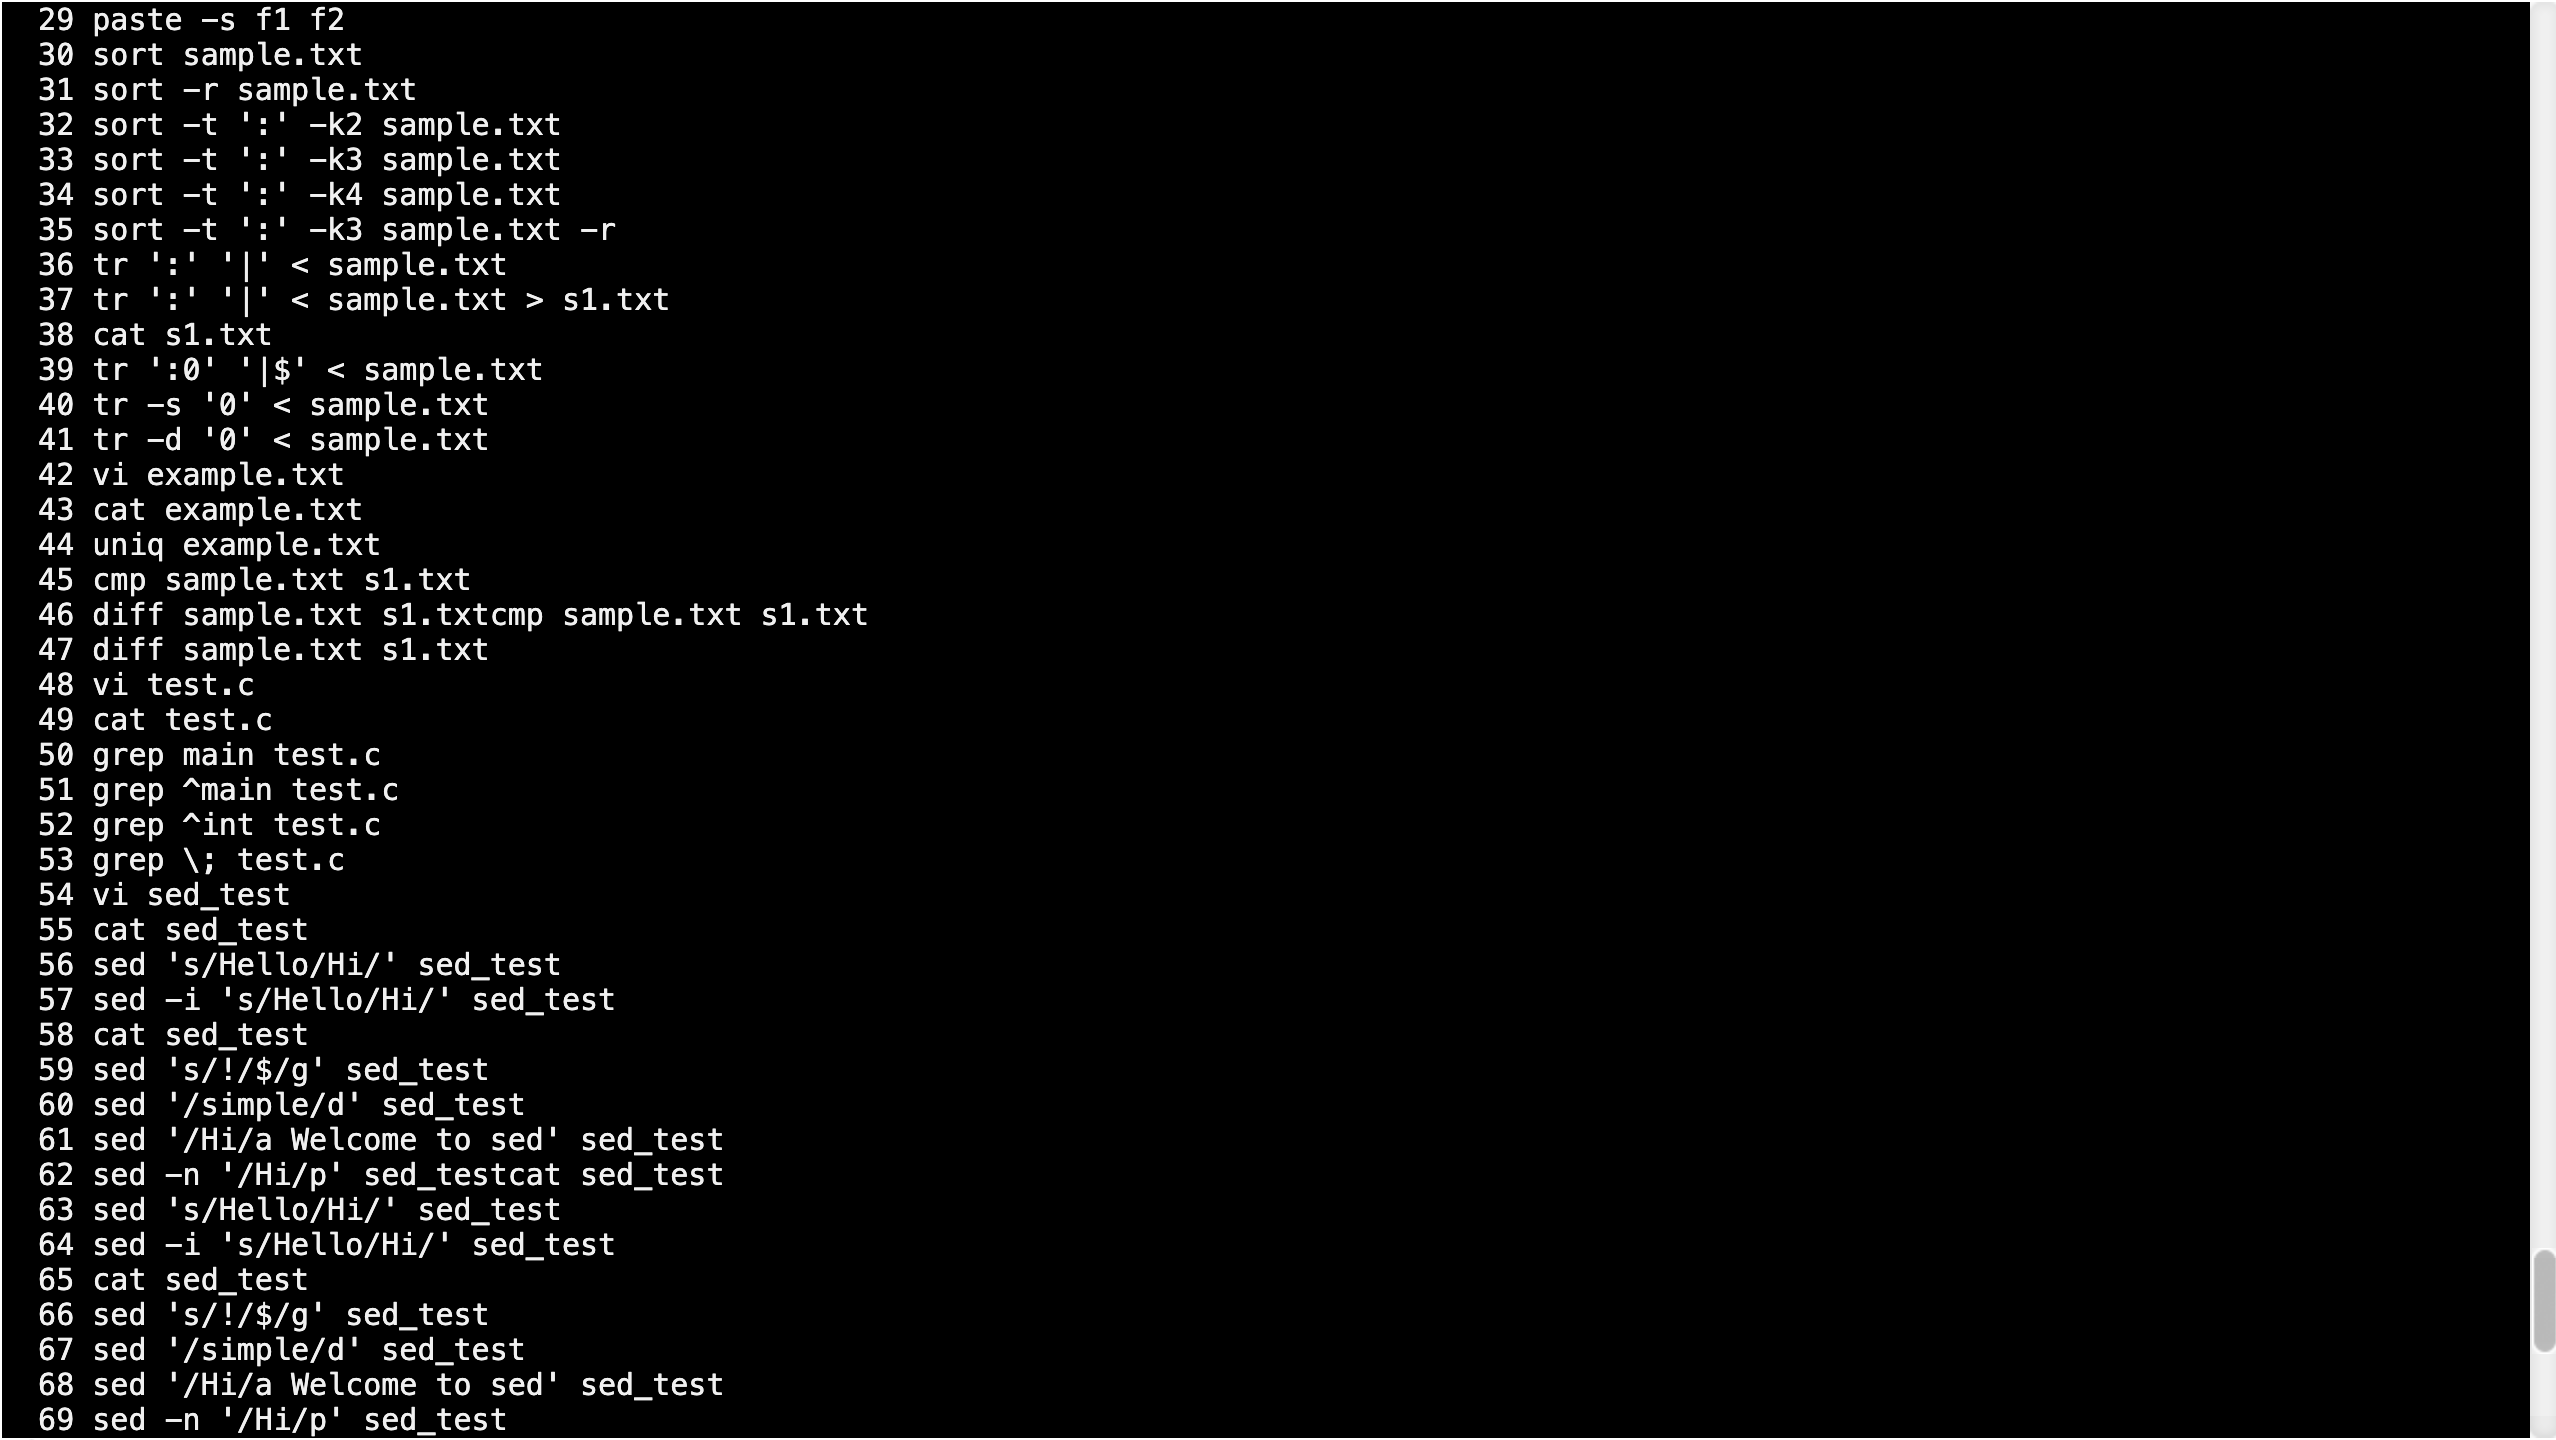 29 paste -s f1 f2
30 sort sample.txt
31 sort -r sample.txt
32 sort -t ':' -k2 sample.txt
33 sort -t ':' -k3 sample.txt
34 sort -t ':' -k4 sample.txt
35 sort -t ':' -k3 sample.txt -r
36 tr ':' '|' < sample.txt
37 tr ':' '|' < sample.txt > s1.txt
38 cat s1.txt
39 tr ':0' '|$' < sample.txt
40 tr -s '0' < sample.txt
41 tr -d '0' < sample.txt
42 vi example.txt
43 cat example.txt
44 uniq example.txt
45 cmp sample.txt s1.txt
46 diff sample.txt s1.txtcmp sample.txt s1.txt
47 diff sample.txt s1.txt
48 vi test.c
49 cat test.c
50 grep main test.c
51 grep ^main test.c
52 grep ^int test.c
53 grep \; test.c
54 vi sed_test
55 cat sed_test
56 sed 's/Hello/Hi/' sed_test
57 sed -i 's/Hello/Hi/' sed_test
58 cat sed_test
59 sed 's/!/$/g' sed_test
60 sed '/simple/d' sed_test
61 sed '/Hi/a Welcome to sed' sed_test
62 sed -n '/Hi/p' sed_testcat sed_test
63 sed 's/Hello/Hi/' sed_test
64 sed -i 's/Hello/Hi/' sed_test
65 cat sed_test
66 sed 's/!/$/g' sed_test
67 sed '/simple/d' sed_test
68 sed '/Hi/a Welcome to sed' sed_test
69 sed -n '/Hi/p' sed_test